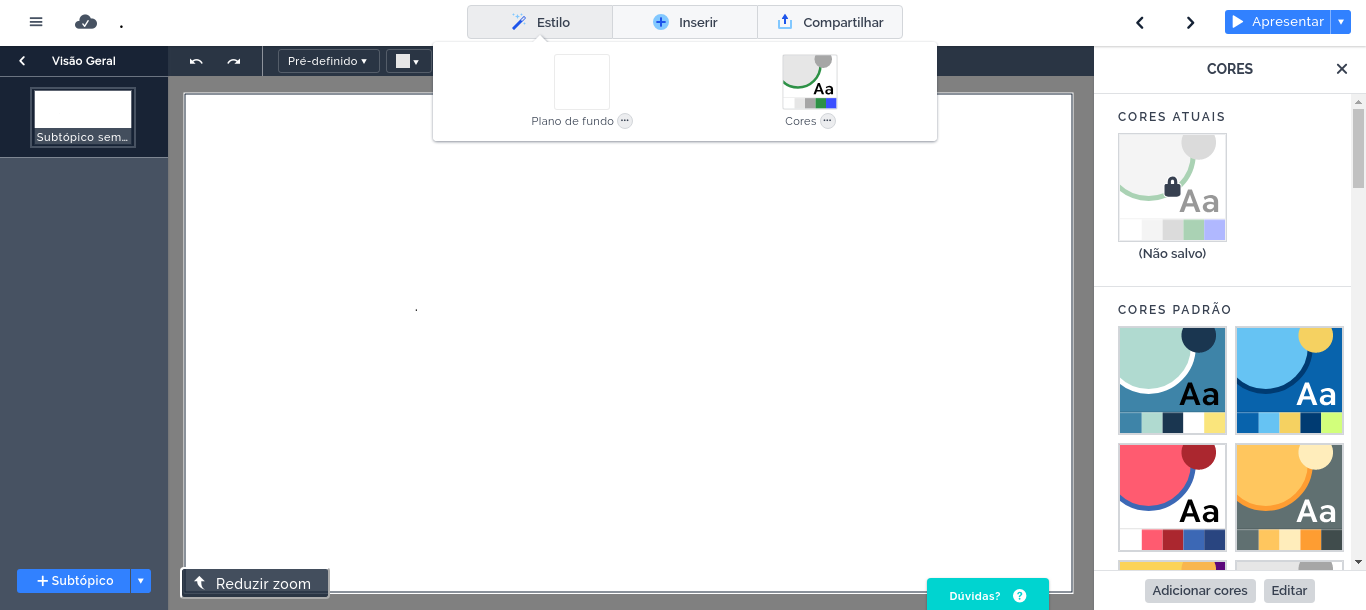 .
Estilo
Inserir
Compartilhar
Apresentar
Visão Geral
Pré-definido
Subtópico sem...
Aa
Plano de fundo
Cores
.
+ Subtópico
Reduzir zoom
Dúvidas? ?
CORES
CORES ATUAIS
Aa
(Não salvo)
CORES PADRÃO
Aa
Aa
Aa
Aa
Adicionar cores
Editar